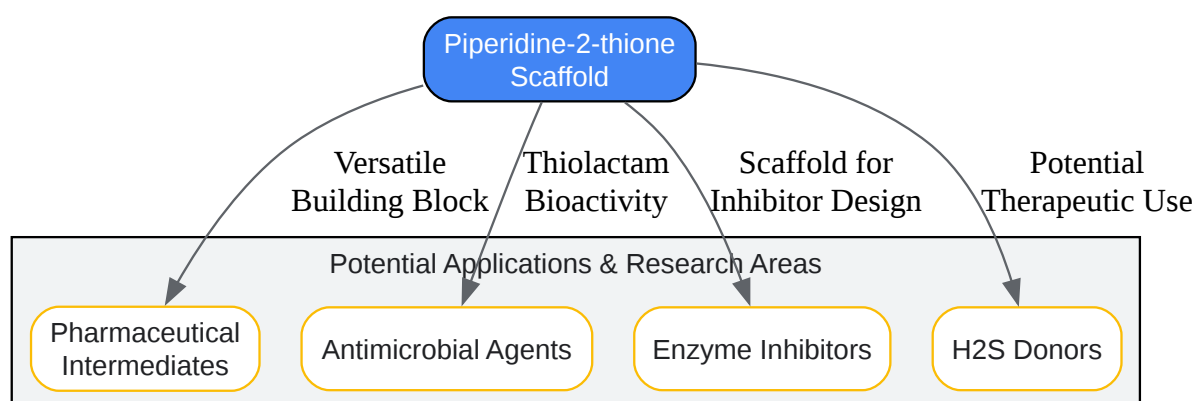 Piperidine-2-thione
Scaffold
Versatile
Building Block
Thiolactam
Bioactivity
Scaffold for
Inhibitor Design
Potential
Therapeutic Use
Potential Applications & Research Areas
Pharmaceutical
Intermediates
Antimicrobial Agents
Enzyme Inhibitors
H2S Donors